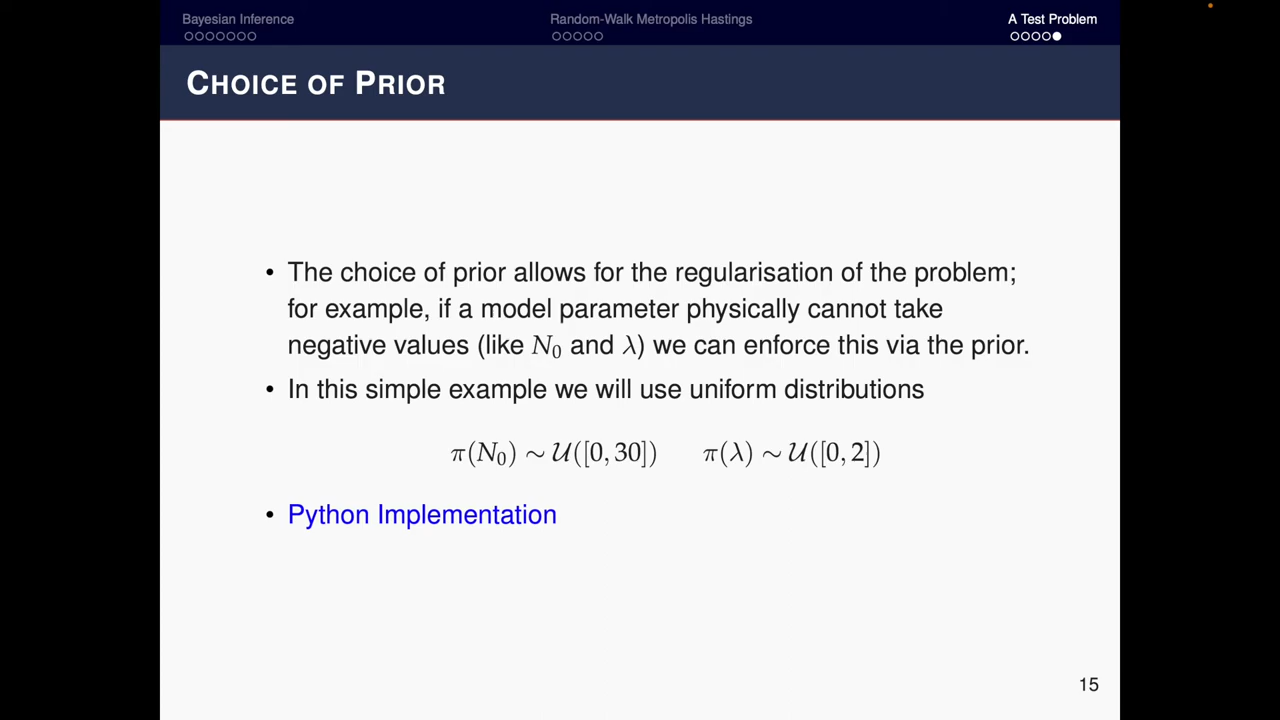 Bayesian Inference Random-Walk Metropolis Hastings A Test Problem
CHOICE OF PRIOR
• The choice of prior allows for the regularisation of the problem;
for example, if a model parameter physically cannot take
negative values (like N₀ and λ) we can enforce this via the prior.
• In this simple example we will use uniform distributions
π(N₀) ∼ 𝒰([0, 30]) π(λ) ∼ 𝒰([0, 2])
• Python Implementation
15